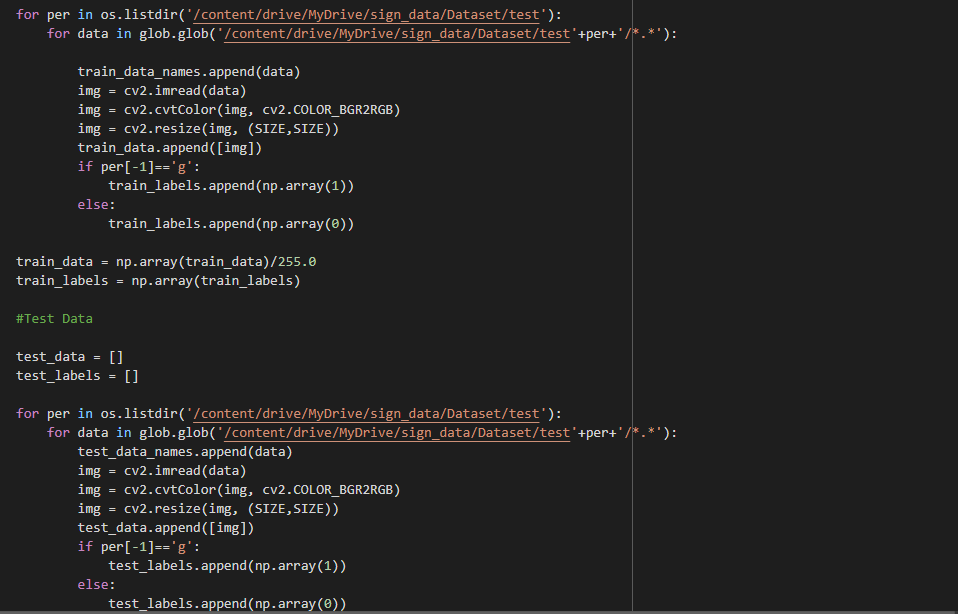 for per in os.listdir('/content/drive/MyDrive/sign_data/Dataset/test'):
    for data in glob.glob('/content/drive/MyDrive/sign_data/Dataset/test'+per+'/*.*'):

        train_data_names.append(data)
        img = cv2.imread(data)
        img = cv2.cvtColor(img, cv2.COLOR_BGR2RGB)
        img = cv2.resize(img, (SIZE,SIZE))
        train_data.append([img])
        if per[-1]=='g':
            train_labels.append(np.array(1))
        else:
            train_labels.append(np.array(0))

train_data = np.array(train_data)/255.0
train_labels = np.array(train_labels)

#Test Data

test_data = []
test_labels = []

for per in os.listdir('/content/drive/MyDrive/sign_data/Dataset/test'):
    for data in glob.glob('/content/drive/MyDrive/sign_data/Dataset/test'+per+'/*.*'):
        test_data_names.append(data)
        img = cv2.imread(data)
        img = cv2.cvtColor(img, cv2.COLOR_BGR2RGB)
        img = cv2.resize(img, (SIZE,SIZE))
        test_data.append([img])
        if per[-1]=='g':
            test_labels.append(np.array(1))
        else:
            test_labels.append(np.array(0))